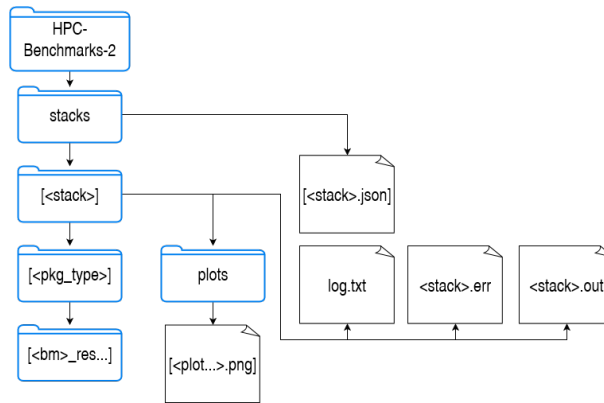 HPC-
Benchmarks-2
stacks
[<stack>]
[<stack>.json]
[<pkg_type>]
plots
log.txt
<stack>.err
<stack>.out
[<bm>_res...]
[<plot...>.png]